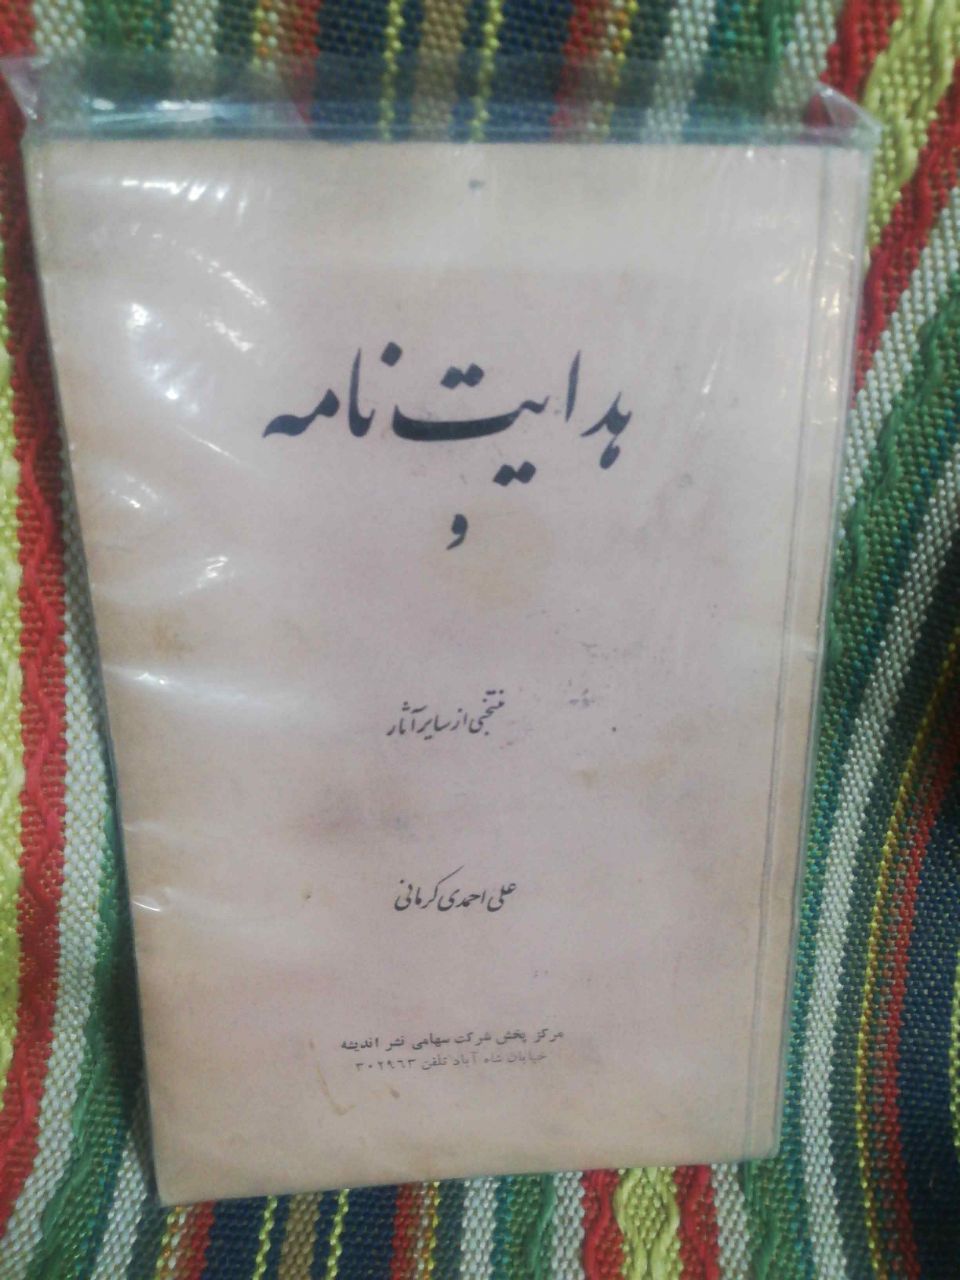 هدایت نامه
و
منتخبی از سایر آثار
علی احمدی کرمانی
مرکز پخش شرکت سهامی نشر اندیشه
خیابان شاه آباد تلفن ۳۰۲۹۶۳